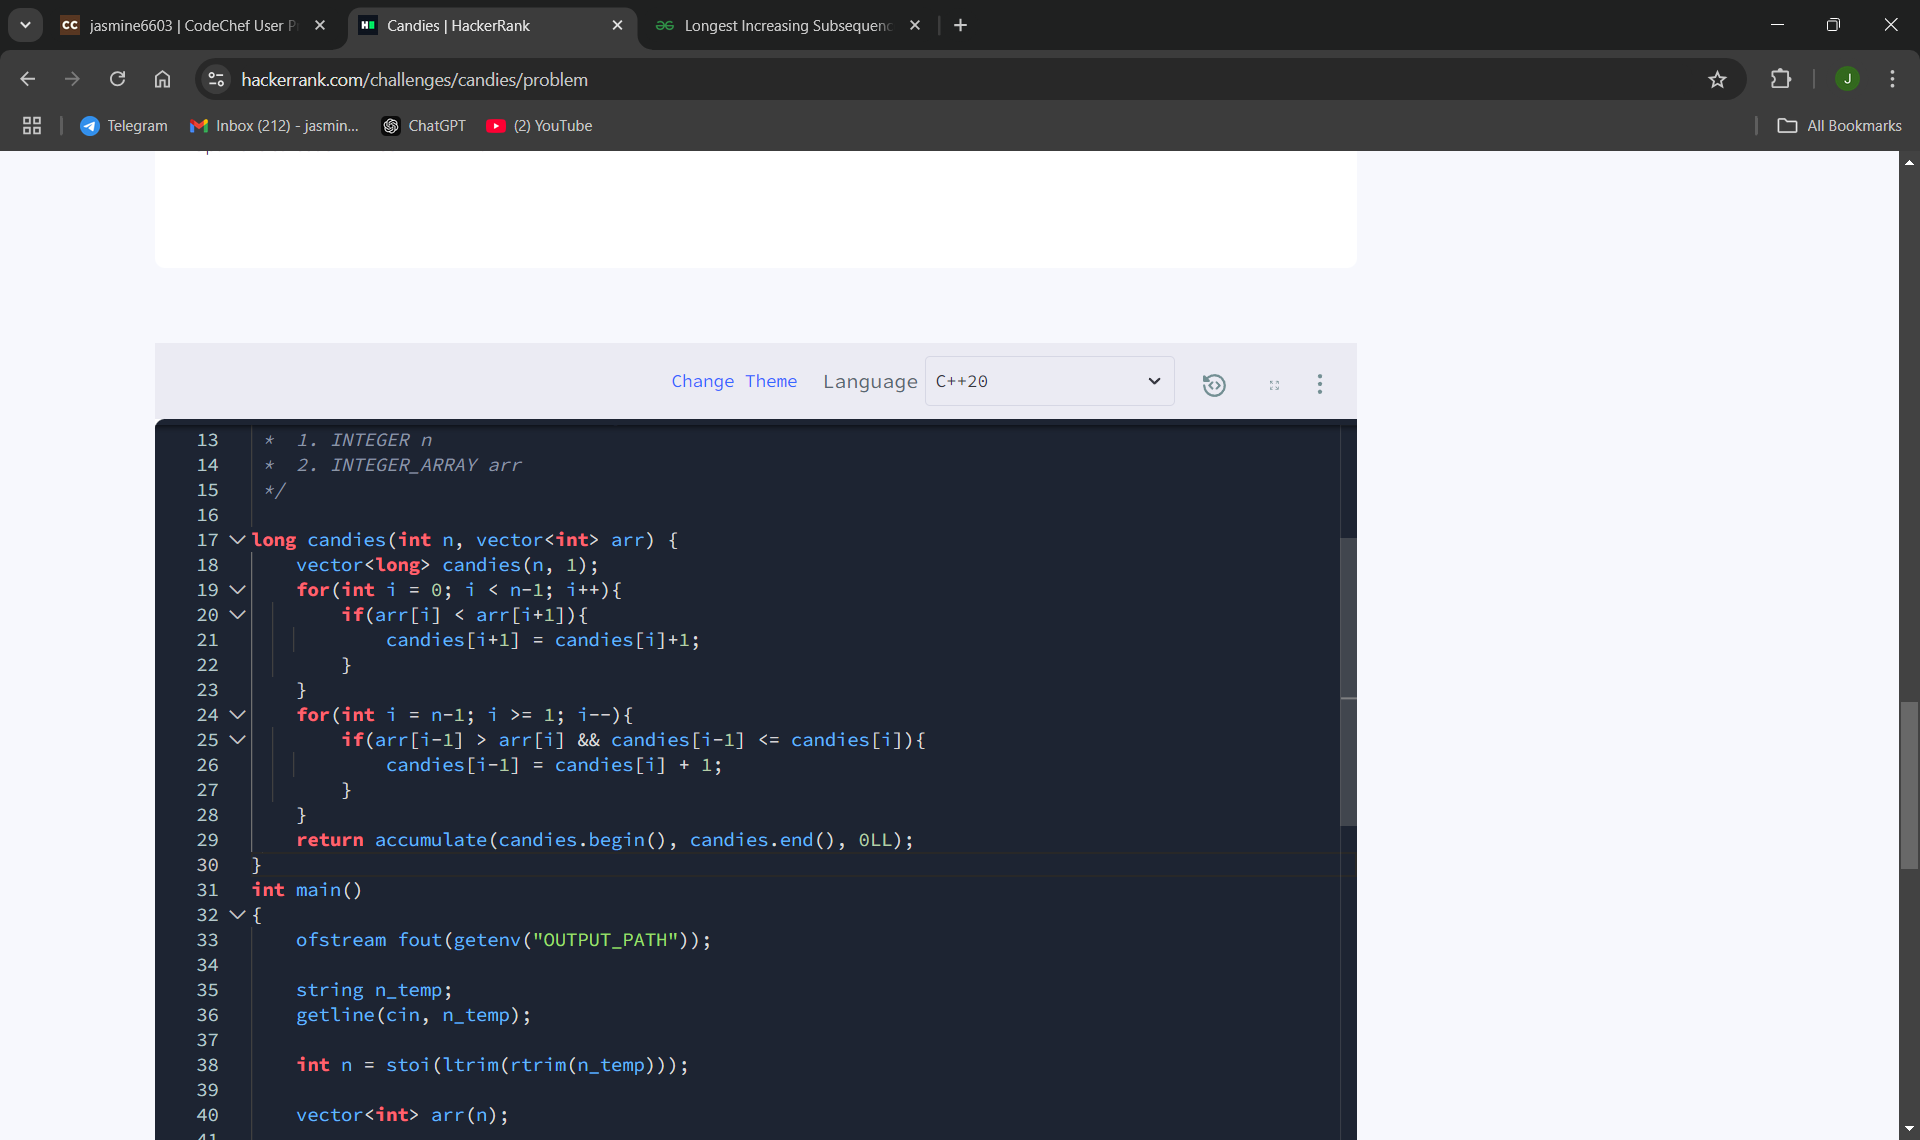 jasmine6603 | CodeChef User P
Candies | HackerRank
Longest Increasing Subsequenc
hackerrank.com/challenges/candies/problem
J
Telegram
Inbox (212) - jasmin...
ChatGPT
(2) YouTube
All Bookmarks
Change Theme
Language
C++20
13 * 1. INTEGER n
14 * 2. INTEGER_ARRAY arr
15 */
16
17 long candies(int n, vector<int> arr) {
18 vector<long> candies(n, 1);
19 for(int i = 0; i < n-1; i++){
20 if(arr[i] < arr[i+1]){
21 candies[i+1] = candies[i]+1;
22 }
23 }
24 for(int i = n-1; i >= 1; i--){
25 if(arr[i-1] > arr[i] && candies[i-1] <= candies[i]){
26 candies[i-1] = candies[i] + 1;
27 }
28 }
29 return accumulate(candies.begin(), candies.end(), 0LL);
30 }
31 int main()
32 {
33 ofstream fout(getenv("OUTPUT_PATH"));
34
35 string n_temp;
36 getline(cin, n_temp);
37
38 int n = stoi(ltrim(rtrim(n_temp)));
39
40 vector<int> arr(n);
41